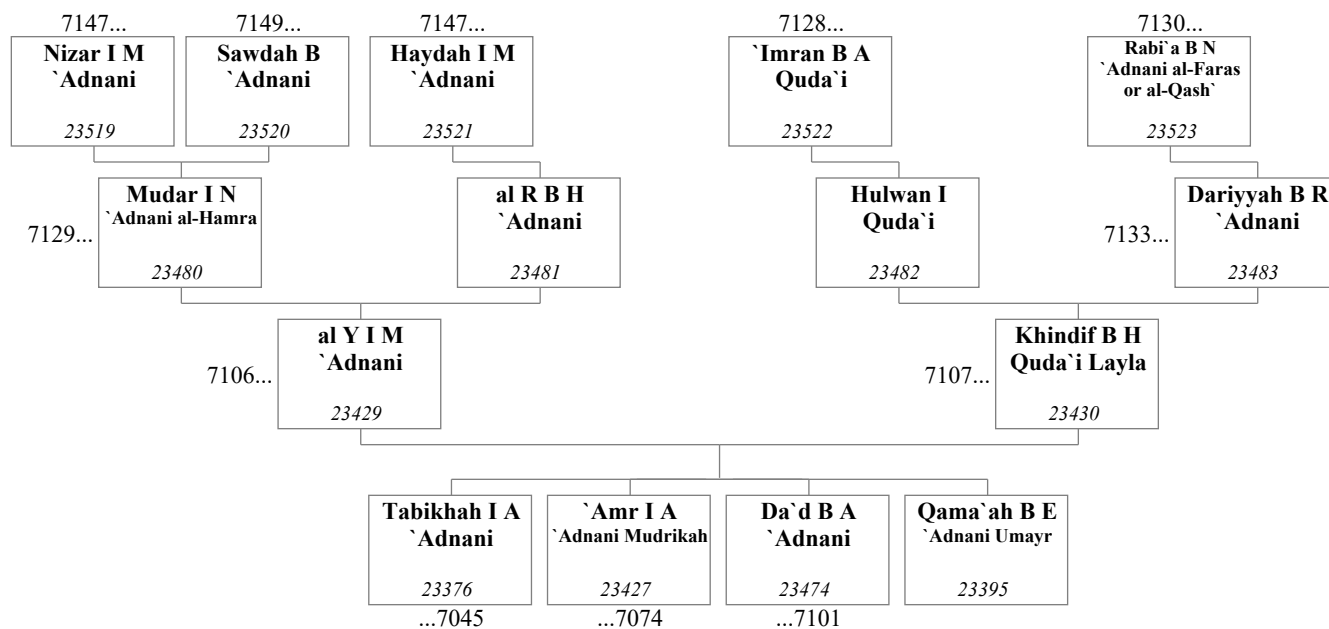 7147...
7149...
7147...
7128...
7130...
Nizar I M
`Adnani
23519
Sawdah B
`Adnani
23520
Haydah I M
`Adnani
23521
`Imran B A
Quda`i
23522
Rabi`a B N
`Adnani al-Faras
or al-Qash`
23523
7129...
Mudar I N
`Adnani al-Hamra
23480
al R B H
`Adnani
23481
Hulwan I
Quda`i
23482
7133...
Dariyyah B R
`Adnani
23483
7106...
al Y I M
`Adnani
23429
7107...
Khindif B H
Quda`i Layla
23430
Tabikhah I A
`Adnani
23376
...7045
`Amr I A
`Adnani Mudrikah
23427
...7074
Da`d B A
`Adnani
23474
...7101
Qama`ah B E
`Adnani Umayr
23395